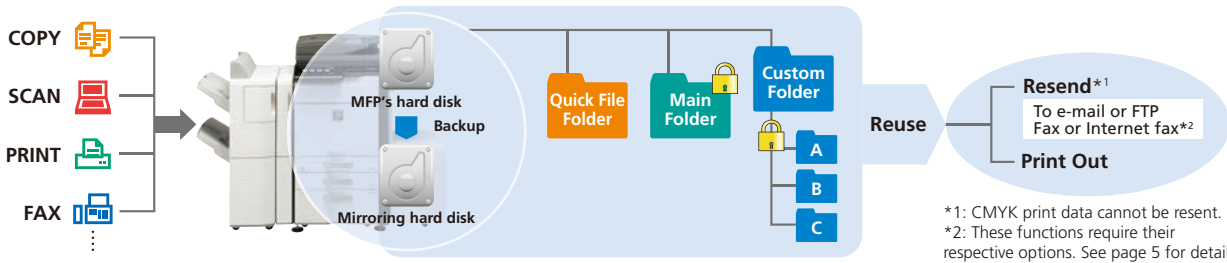 COPY
SCAN
PRINT
FAX
MFP's hard disk
Backup
Mirroring hard disk
Quick File
Folder
Main
Folder
Custom
Folder
A
B
C
Reuse
Resend*1
To e-mail or FTP
Fax or Internet fax*2
Print Out
*1: CMYK print data cannot be resent.
*2: These functions require their
respective options. See page 5 for detail